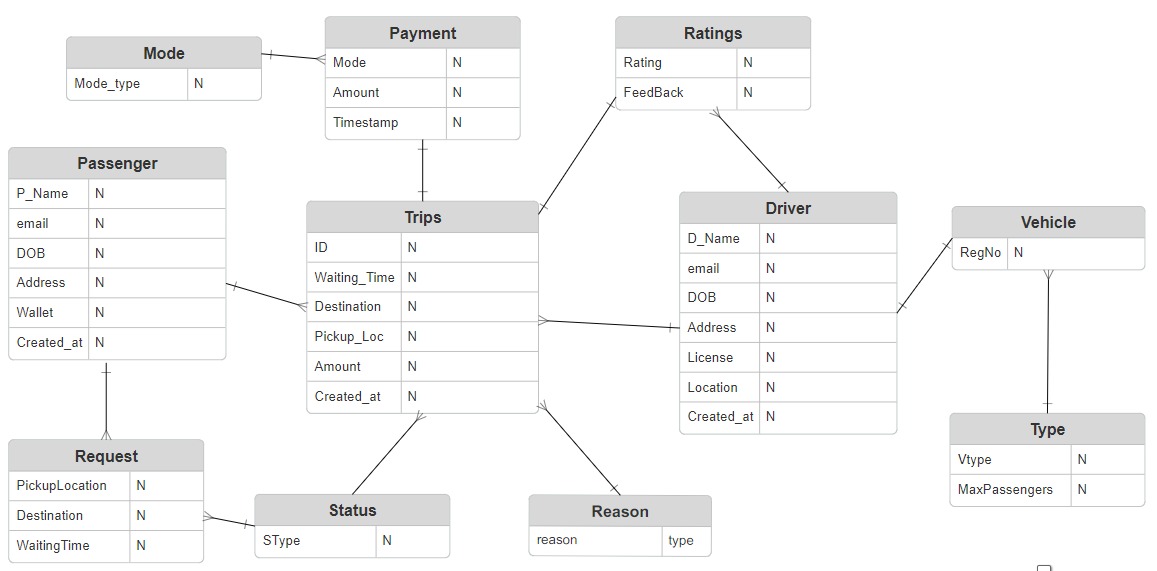 Mode
Mode_type N
Payment
Mode N
Amount N
Timestamp N
Ratings
Rating N
FeedBack N
Passenger
P_Name N
email N
DOB N
Address N
Wallet N
Created_at N
Trips
ID N
Waiting_Time N
Destination N
Pickup_Loc N
Amount N
Created_at N
Driver
D_Name N
email N
DOB N
Address N
License N
Location N
Created_at N
Vehicle
RegNo N
Type
Vtype N
MaxPassengers N
Request
PickupLocation N
Destination N
WaitingTime N
Status
SType N
Reason
reason type